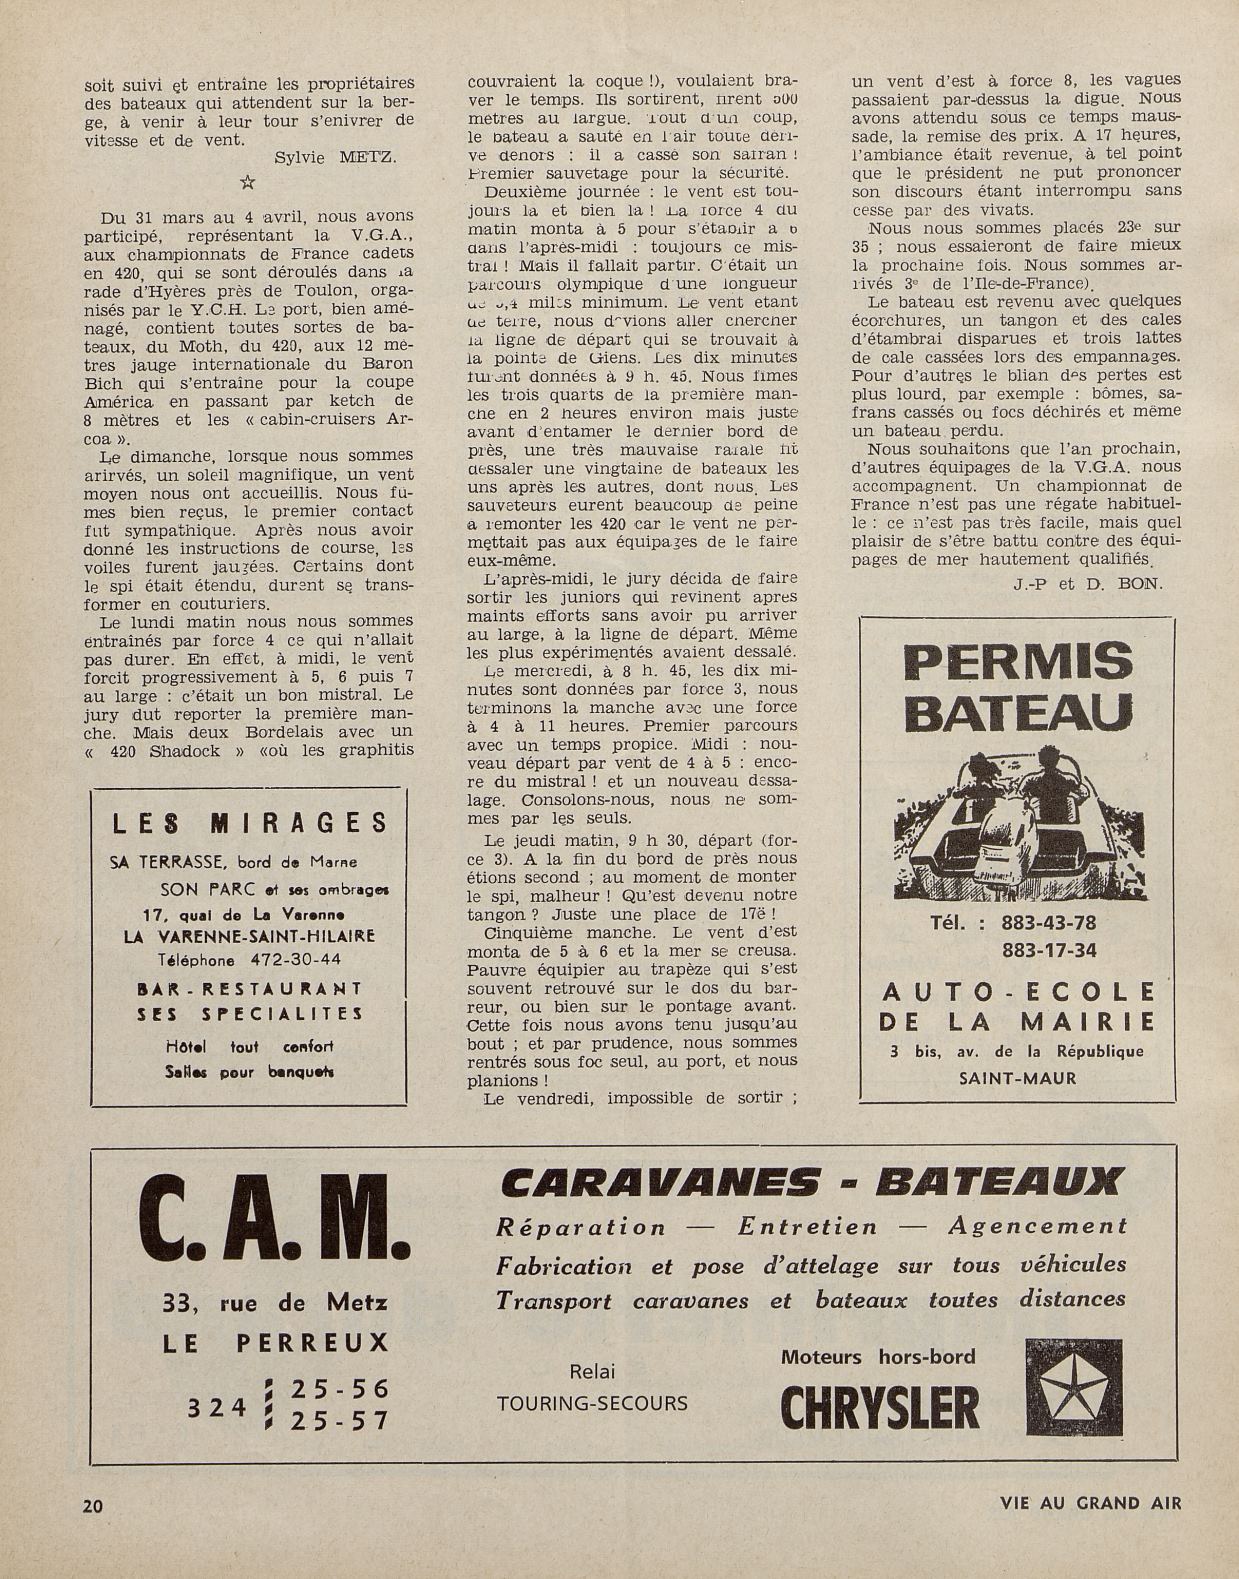 soit suivi et entraîne les propriétaires
des bateaux qui attendent sur la ber-
ge, à venir à leur tour s'enivrer de
vitesse et de vent.
Sylvie METZ.
☆
Du 31 mars au 4 avril, nous avons
participé, représentant la V.G.A.,
aux championnats de France cadets
en 420, qui se sont déroulés dans la
rade d'Hyères près de Toulon, orga-
nisés par le Y.C.H. Le port, bien amé-
nagé, contient toutes sortes de ba-
teaux, du Moth, du 420, aux 12 mè-
tres jauge internationale du Baron
Bich qui s'entraîne pour la coupe
América en passant par ketch de
8 mètres et les « cabin-cruisers Ar-
coa ».
Le dimanche, lorsque nous sommes
arirvés, un soleil magnifique, un vent
moyen nous ont accueillis. Nous fu-
mes bien reçus, le premier contact
fut sympathique. Après nous avoir
donné les instructions de course, les
voiles furent jaugées. Certains dont
le spi était étendu, durent se trans-
former en couturiers.
Le lundi matin nous nous sommes
entraînés par force 4 ce qui n'allait
pas durer. En effet, à midi, le vent
forcit progressivement à 5, 6 puis 7
au large : c'était un bon mistral. Le
jury dut reporter la première man-
che. Mais deux Bordelais avec un
« 420 Shadock » «où les graphitis
couvraient la coque !), voulaient bra-
ver le temps. Ils sortirent, firent 500
mètres au largue. Tout d'un coup,
le bateau a sauté en l'air toute déri-
ve dehors : il a cassé son safran !
Premier sauvetage pour la sécurité.
Deuxième journée : le vent est tou-
jours la et bien la ! La force 4 du
matin monta à 5 pour s'établir a 6
dans l'après-midi : toujours ce mis-
tral ! Mais il fallait partir. C'était un
parcours olympique d'une longueur
de miles minimum. Le vent etant
de terre, nous devions aller chercher
la ligne de départ qui se trouvait à
la pointe de Giens. Les dix minutes
furent données à 9 h. 45. Nous fimes
les trois quarts de la première man-
che en 2 heures environ mais juste
avant d'entamer le dernier bord de
près, une très mauvaise rafale fit
dessaler une vingtaine de bateaux les
uns après les autres, dont nous. Les
sauveteurs eurent beaucoup de peine
à remonter les 420 car le vent ne per-
mettait pas aux équipages de le faire
eux-même.
L'après-midi, le jury décida de faire
sortir les juniors qui revinent apres
maints efforts sans avoir pu arriver
au large, à la ligne de départ. Même
les plus expérimentés avaient dessalé.
Le mercredi, à 8 h. 45, les dix mi-
nutes sont données par force 3, nous
terminons la manche avec une force
à 4 à 11 heures. Premier parcours
avec un temps propice. Midi : nou-
veau départ par vent de 4 à 5 : enco-
re du mistral ! et un nouveau dessa-
lage. Consolons-nous, nous ne som-
mes par les seuls.
Le jeudi matin, 9 h 30, départ (for-
ce 3). A la fin du bord de près nous
étions second ; au moment de monter
le spi, malheur ! Qu'est devenu notre
tangon ? Juste une place de 17ë !
Cinquième manche. Le vent d'est
monta de 5 à 6 et la mer se creusa.
Pauvre équipier au trapèze qui s'est
souvent retrouvé sur le dos du bar-
reur, ou bien sur le pontage avant.
Cette fois nous avons tenu jusqu'au
bout ; et par prudence, nous sommes
rentrés sous foc seul, au port, et nous
planions !
Le vendredi, impossible de sortir ;
un vent d'est à force 8, les vagues
passaient par-dessus la digue. Nous
avons attendu sous ce temps maus-
sade, la remise des prix. A 17 heures,
l'ambiance était revenue, à tel point
que le président ne put prononcer
son discours étant interrompu sans
cesse par des vivats.
Nous nous sommes placés 23e sur
35 ; nous essaieront de faire mieux
la prochaine fois. Nous sommes ar-
rivés 3e de l'Ile-de-France).
Le bateau est revenu avec quelques
écorchures, un tangon et des cales
d'étambrai disparues et trois lattes
de cale cassées lors des empannages.
Pour d'autres le blian des pertes est
plus lourd, par exemple : bômes, sa-
frans cassés ou focs déchirés et même
un bateau perdu.
Nous souhaitons que l'an prochain,
d'autres équipages de la V.G.A. nous
accompagnent. Un championnat de
France n'est pas une régate habituel-
le : ce n'est pas très facile, mais quel
plaisir de s'être battu contre des équi-
pages de mer hautement qualifiés.
J.-P et D. BON.
LES MIRAGES
SA TERRASSE, bord de Marne
SON PARC et ses ombrages
17, quai de La Varenne
LA VARENNE-SAINT-HILAIRE
Téléphone 472-30-44
BAR - RESTAURANT
SES SPECIALITES
Hôtel tout confort
Salles pour banquets
PERMIS
BATEAU
Tél. : 883-43-78
883-17-34
AUTO-ECOLE
DE LA MAIRIE
3 bis, av. de la République
SAINT-MAUR
C.A.M.
33, rue de Metz
LE PERREUX
324 25-56
25-57
CARAVANES - BATEAUX
Réparation — Entretien — Agencement
Fabrication et pose d'attelage sur tous véhicules
Transport caravanes et bateaux toutes distances
Relai
TOURING-SECOURS
Moteurs hors-bord
CHRYSLER
20
VIE AU GRAND AIR